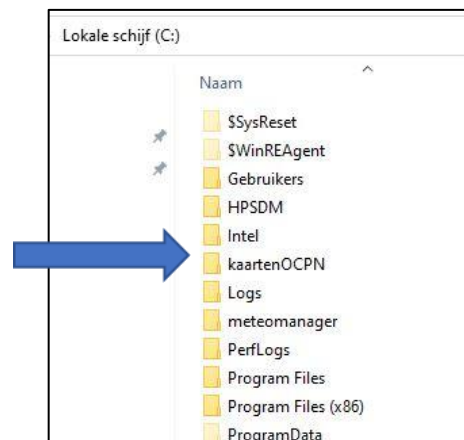 Lokale schijf (C:)
Naam
$SysReset
$WinREAgent
Gebruikers
HPSDM
Intel
kaartenOCPN
Logs
meteomanager
PerfLogs
Program Files
Program Files (x86)
ProgramData